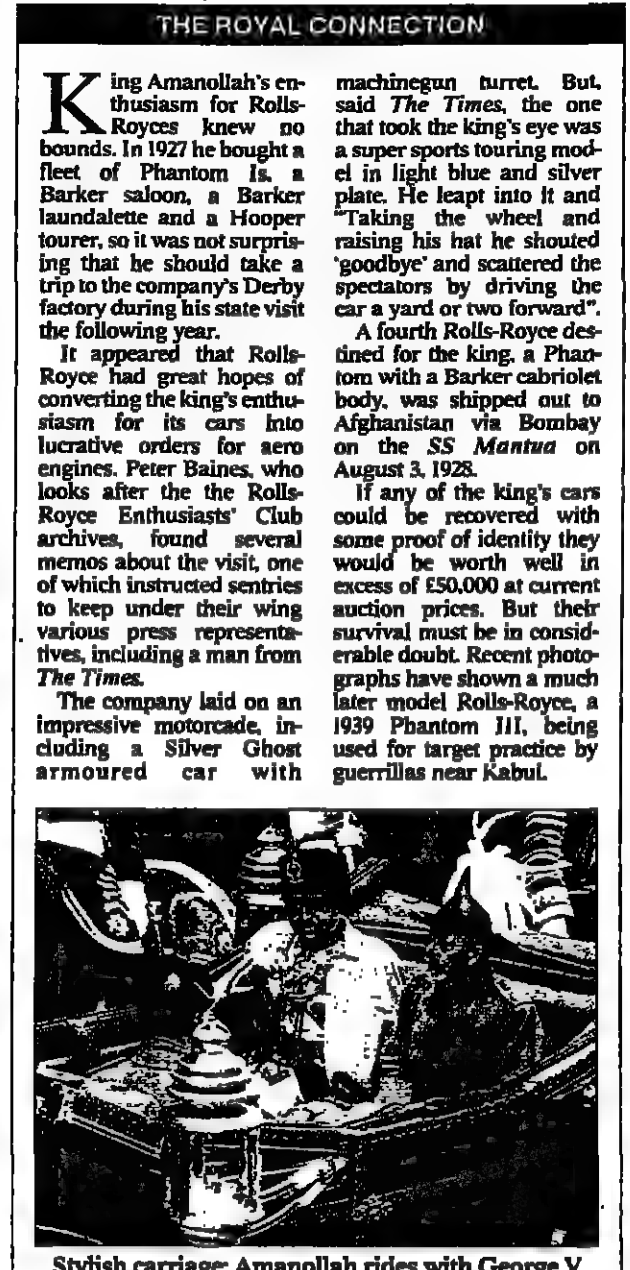 THE ROYAL CONNECTION
King Amanollah's en-
thusiasm for Rolls-
Royces knew no
bounds. In 1927 he bought a
fleet of Phantom Is, a
Barker saloon, a Barker
laundalette and a Hooper
tourer, so it was not surpris-
ing that he should take a
trip to the company's Derby
factory during his state visit
the following year.
It appeared that Rolls-
Royce had great hopes of
converting the king's enthu-
siasm for its cars into
lucrative orders for aero
engines. Peter Baines, who
looks after the the Rolls-
Royce Enthusiasts' Club
archives, found several
memos about the visit, one
of which instructed sentries
to keep under their wing
various press representa-
tives, including a man from
The Times.
The company laid on an
impressive motorcade, in-
cluding a Silver Ghost
armoured car with
machinegun turret. But,
said The Times, the one
that took the king's eye was
a super sports touring mod-
el in light blue and silver
plate. He leapt into it and
"Taking the wheel and
raising his hat he shouted
'goodbye' and scattered the
spectators by driving the
car a yard or two forward".
A fourth Rolls-Royce des-
tined for the king, a Phan-
tom with a Barker cabriolet
body, was shipped out to
Afghanistan via Bombay
on the SS Mantua on
August 3, 1928.
If any of the king's cars
could be recovered with
some proof of identity they
would be worth well in
excess of £50,000 at current
auction prices. But their
survival must be in consid-
erable doubt. Recent photo-
graphs have shown a much
later model Rolls-Royce, a
1939 Phantom III, being
used for target practice by
guerrillas near Kabul.
Stylish carriage: Amanollah rides with George V